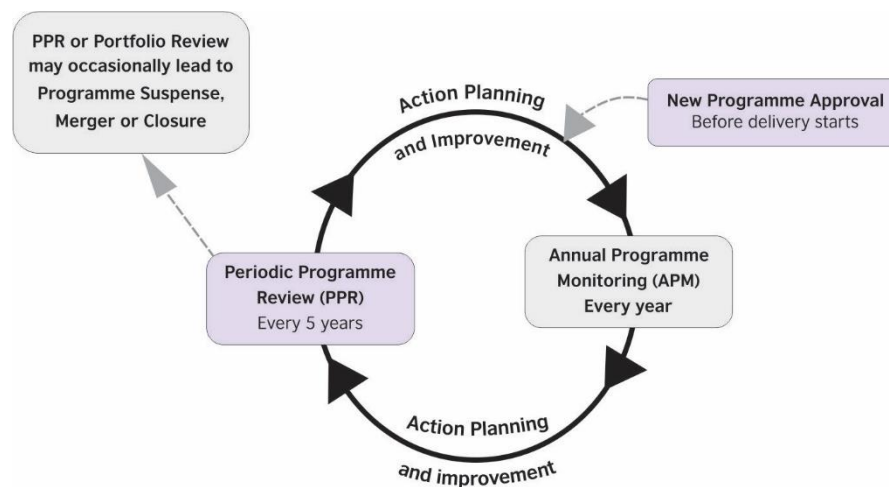 PPR or Portfolio Review
may occasionally lead to
Programme Suspense,
Merger or Closure
Action Planning
and Improvement
New Programme Approval
Before delivery starts
Periodic Programme
Review (PPR)
Every 5 years
Annual Programme
Monitoring (APM)
Every year
Action Planning
and improvement